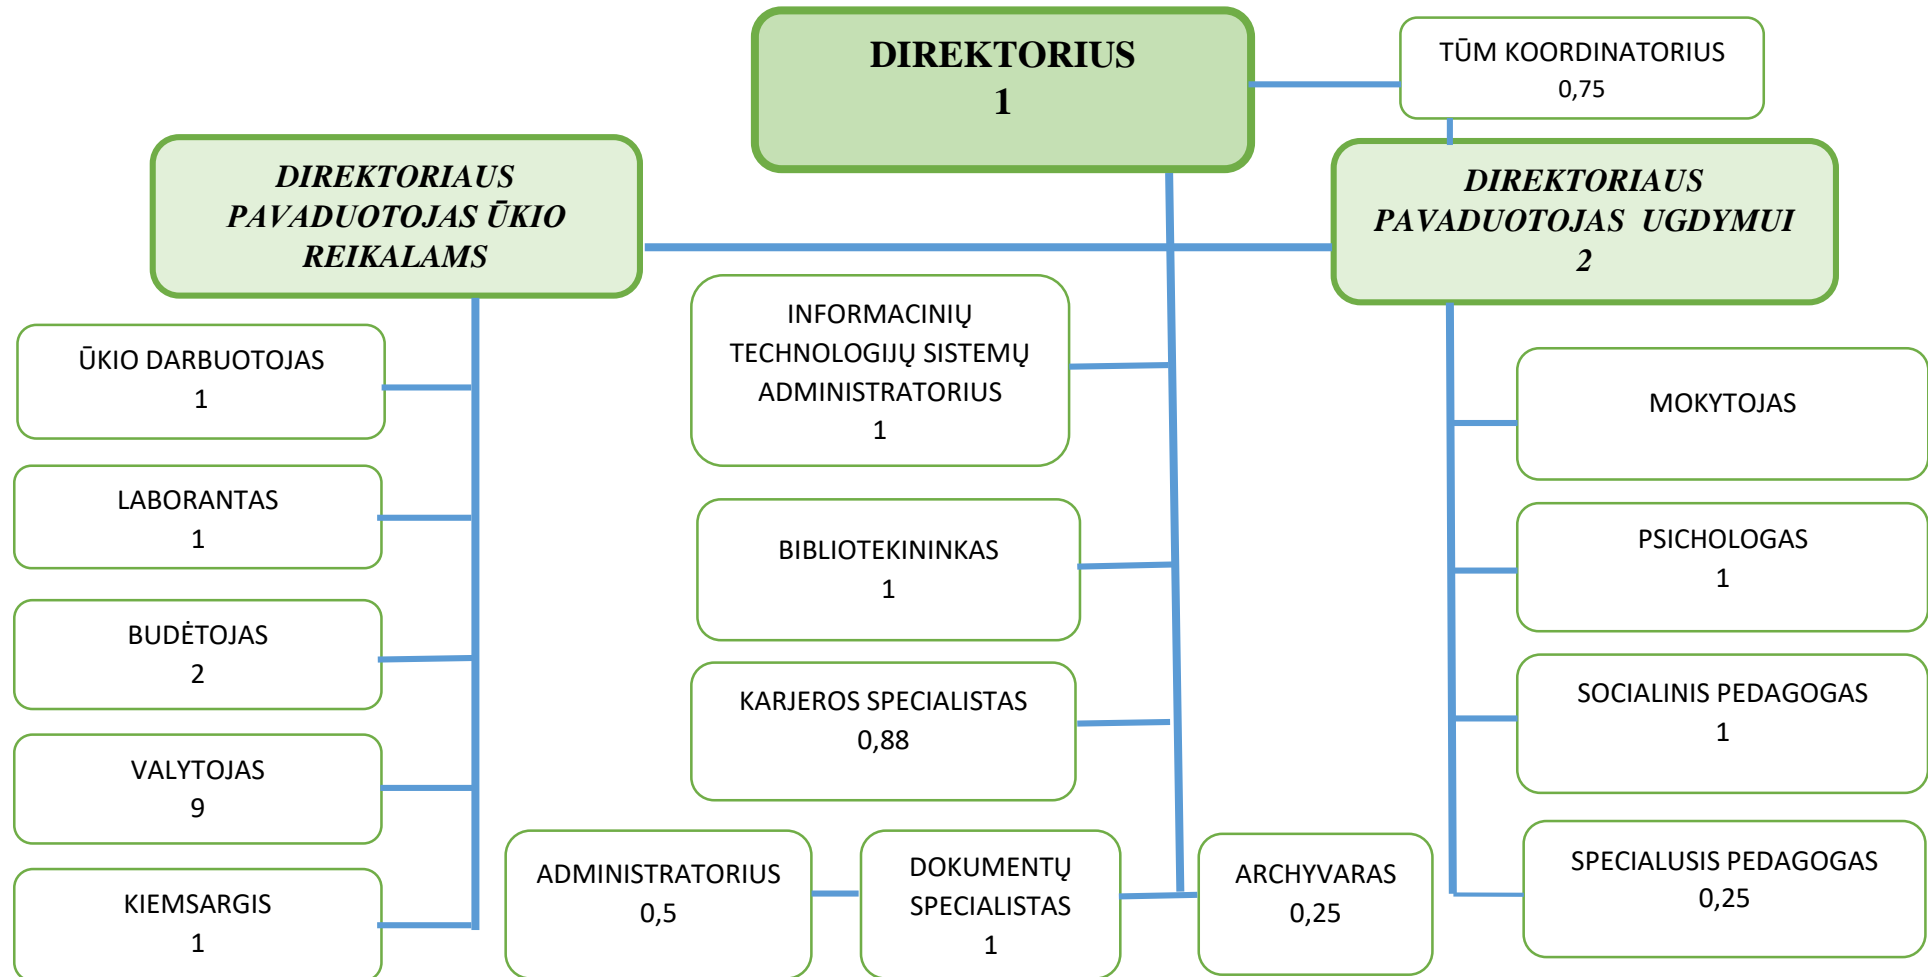 DIREKTORIUS
1
TŪM KOORDINATORIUS
0,75
DIREKTORIAUS
PAVADUOTOJAS ŪKIO
REIKALAMS
DIREKTORIAUS
PAVADUOTOJAS UGDYMUI
2
ŪKIO DARBUOTOJAS
1
LABORANTAS
1
BUDĖTOJAS
2
VALYTOJAS
9
KIEMSARGIS
1
INFORMACINIŲ
TECHNOLOGIJŲ SISTEMŲ
ADMINISTRATORIUS
1
BIBLIOTEKININKAS
1
KARJEROS SPECIALISTAS
0,88
ADMINISTRATORIUS
0,5
DOKUMENTŲ
SPECIALISTAS
1
ARCHYVARAS
0,25
MOKYTOJAS
PSICHOLOGAS
1
SOCIALINIS PEDAGOGAS
1
SPECIALUSIS PEDAGOGAS
0,25